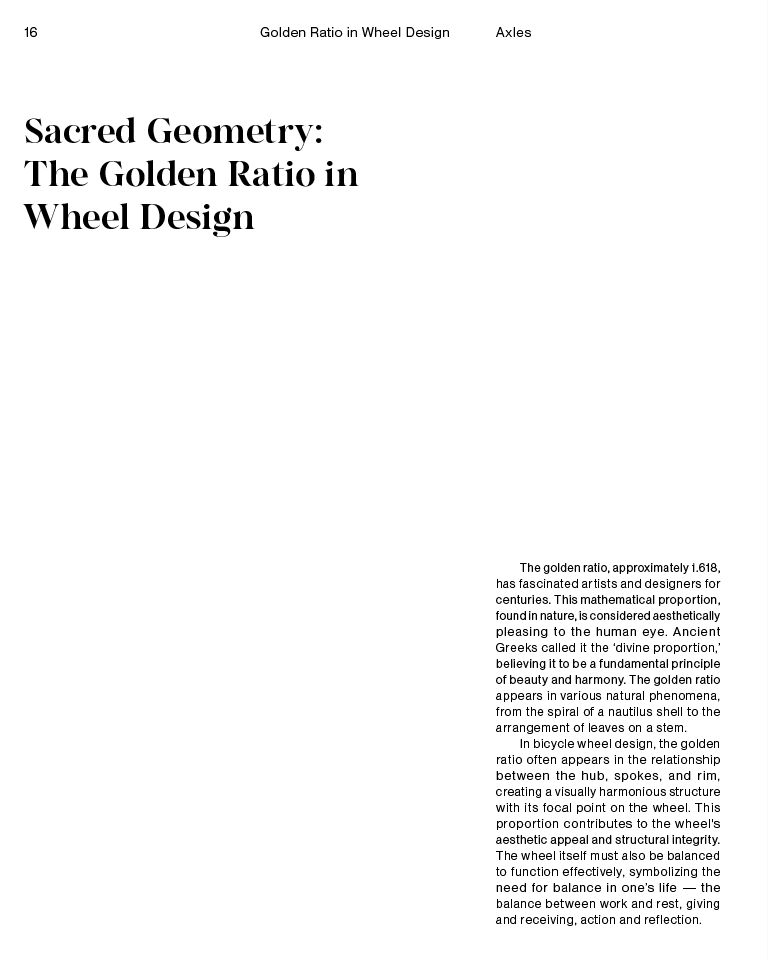 16
Golden Ratio in Wheel Design
Axles
Sacred Geometry:
The Golden Ratio in
Wheel Design
The golden ratio, approximately 1.618,
has fascinated artists and designers for
centuries. This mathematical proportion,
found in nature, is considered aesthetically
pleasing to the human eye. Ancient
Greeks called it the ‘divine proportion,’
believing it to be a fundamental principle
of beauty and harmony. The golden ratio
appears in various natural phenomena,
from the spiral of a nautilus shell to the
arrangement of leaves on a stem.
In bicycle wheel design, the golden
ratio often appears in the relationship
between the hub, spokes, and rim,
creating a visually harmonious structure
with its focal point on the wheel. This
proportion contributes to the wheel's
aesthetic appeal and structural integrity.
The wheel itself must also be balanced
to function effectively, symbolizing the
need for balance in one’s life — the
balance between work and rest, giving
and receiving, action and reflection.